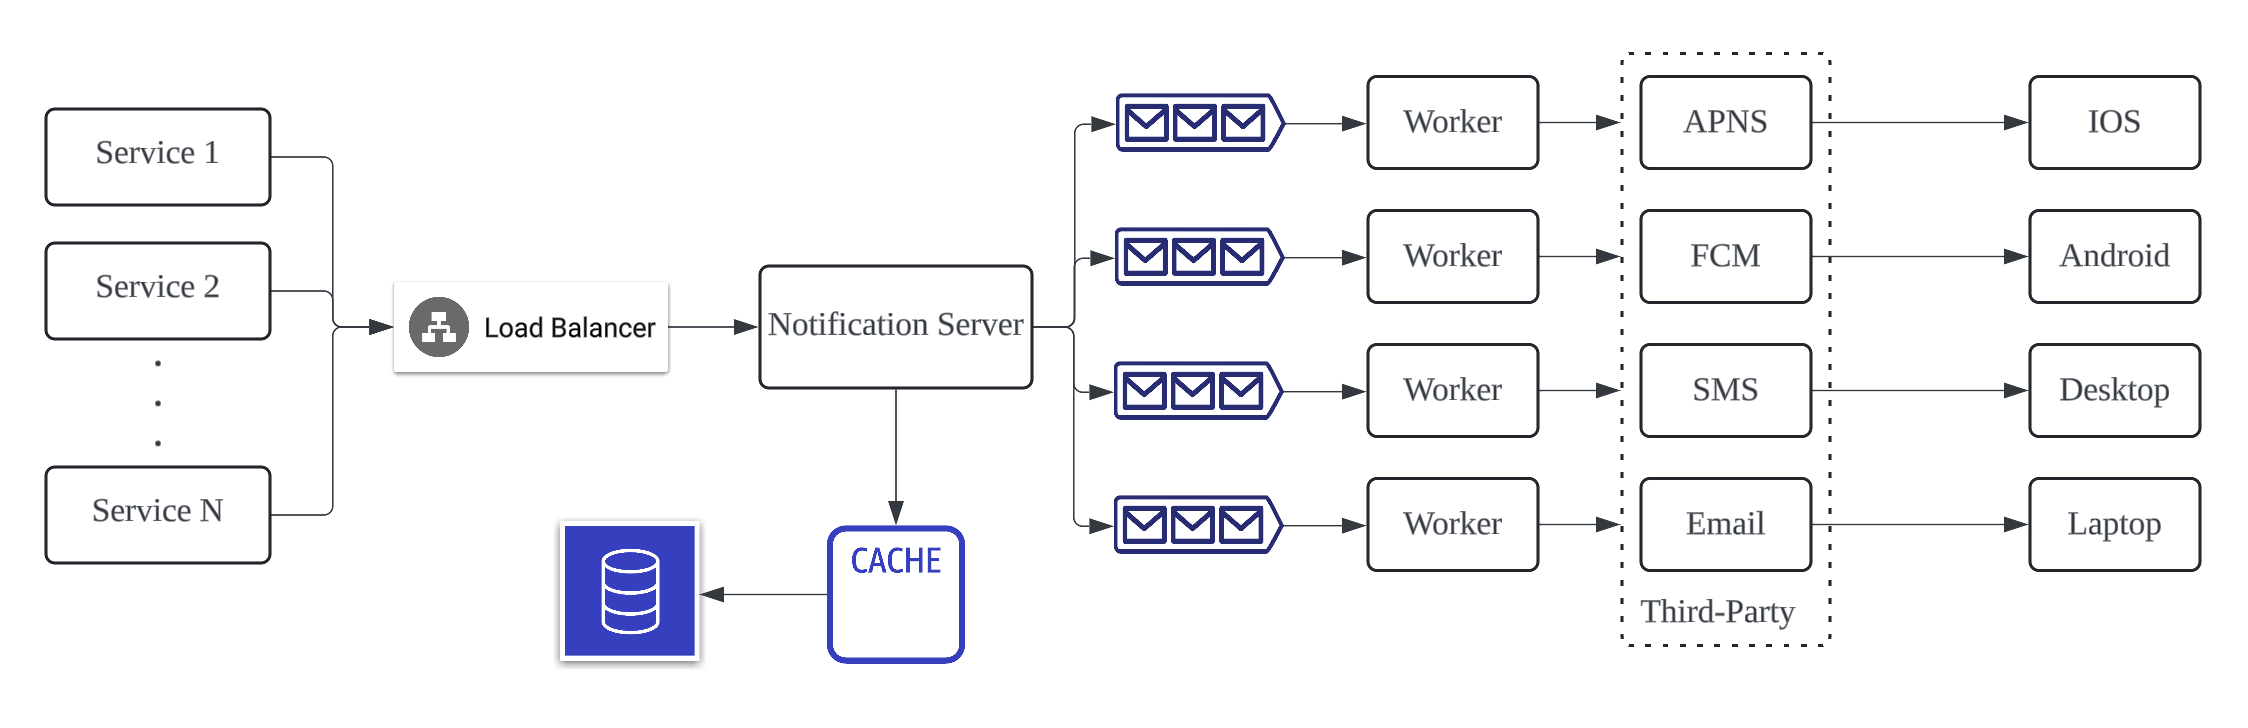 Service 1
Service 2
Service N
Load Balancer
Notification Server
CACHE
Worker
APNS
IOS
Worker
FCM
Android
Worker
SMS
Desktop
Worker
Email
Laptop
Third-Party